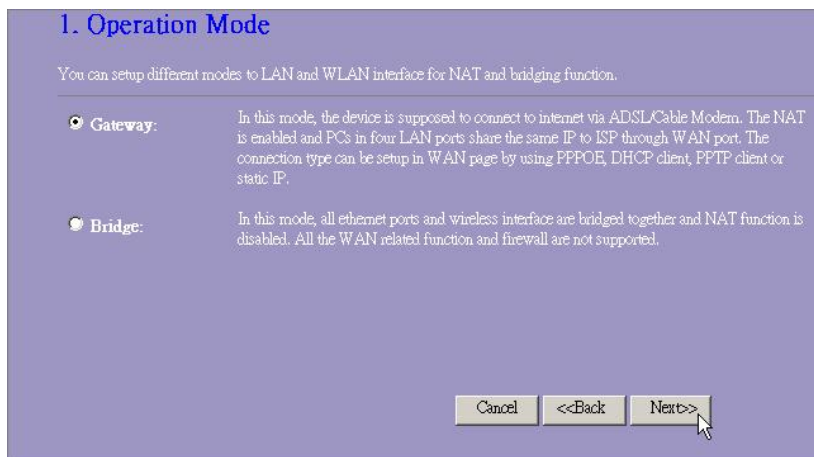 1. Operation Mode
You can setup different modes to LAN and WLAN interface for NAT and bridging function.
Gateway:
In this mode, the device is supposed to connect to internet via ADSL/Cable Modem. The NAT
is enabled and PCs in four LAN ports share the same IP to ISP through WAN port. The
connection type can be setup in WAN page by using PPPOE, DHCP client, PPTP client or
static IP.
Bridge:
In this mode, all ethernet ports and wireless interface are bridged together and NAT function is
disabled. All the WAN related function and firewall are not supported.
Cancel
<<Back
Next>>